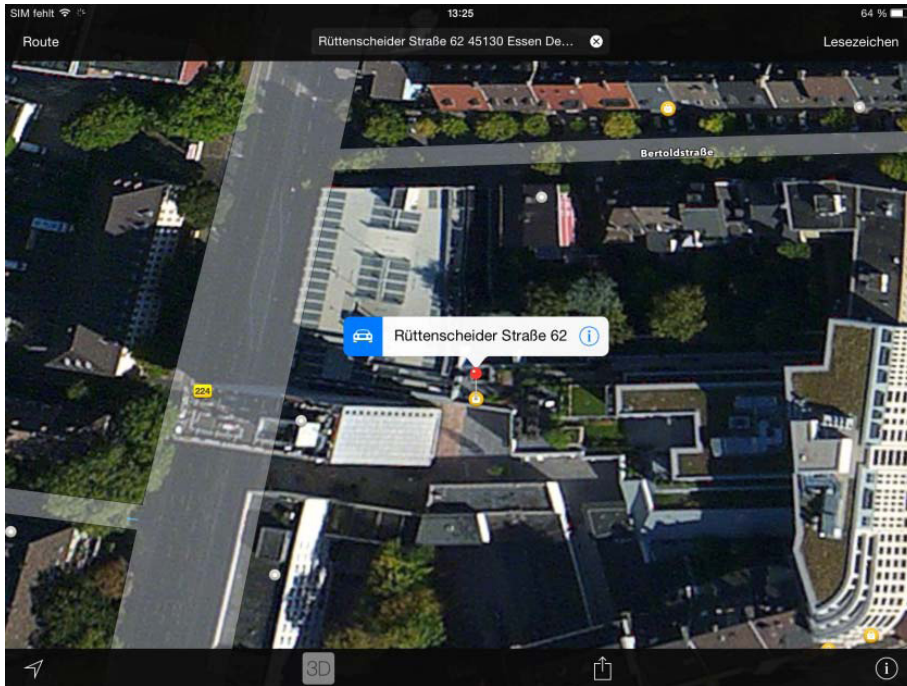 SIM fehlt 13:25 64 %
Route Rüttenscheider Straße 62 45130 Essen De... Lesezeichen
Bertoldstraße
Rüttenscheider Straße 62
224
3D